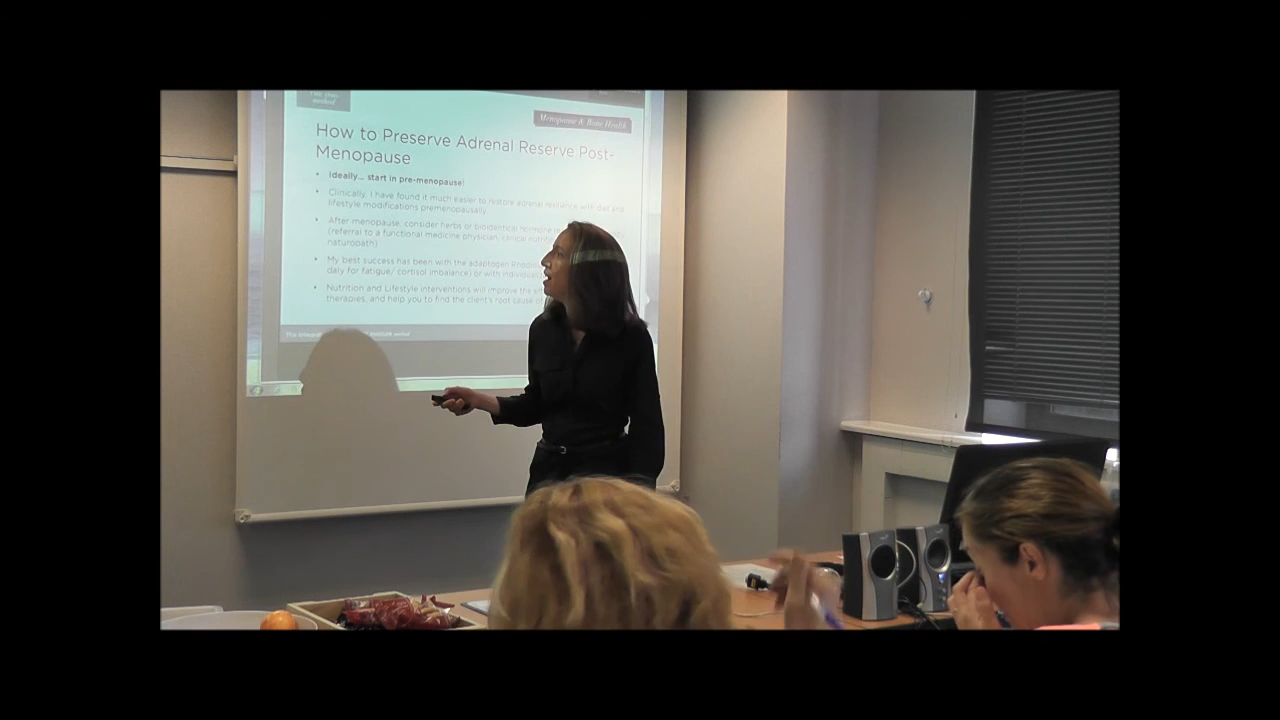 Menopause & Bone Health
How to Preserve Adrenal Reserve Post-
Menopause
• Ideally... start in pre-menopause!
• Clinically, I have found it much easier to restore adrenal resilience with diet and
lifestyle modifications premenopausally
• After menopause consider herbs or bioidentical hormone
(referral to a functional medicine physician, clinical
naturopath)
• My best success has been with the adaptogen
daly for fatigue/ cortisol imbalance) or with
• Nutrition and Lifestyle interventions will improve the
therapies, and help you to find the client's root cause of